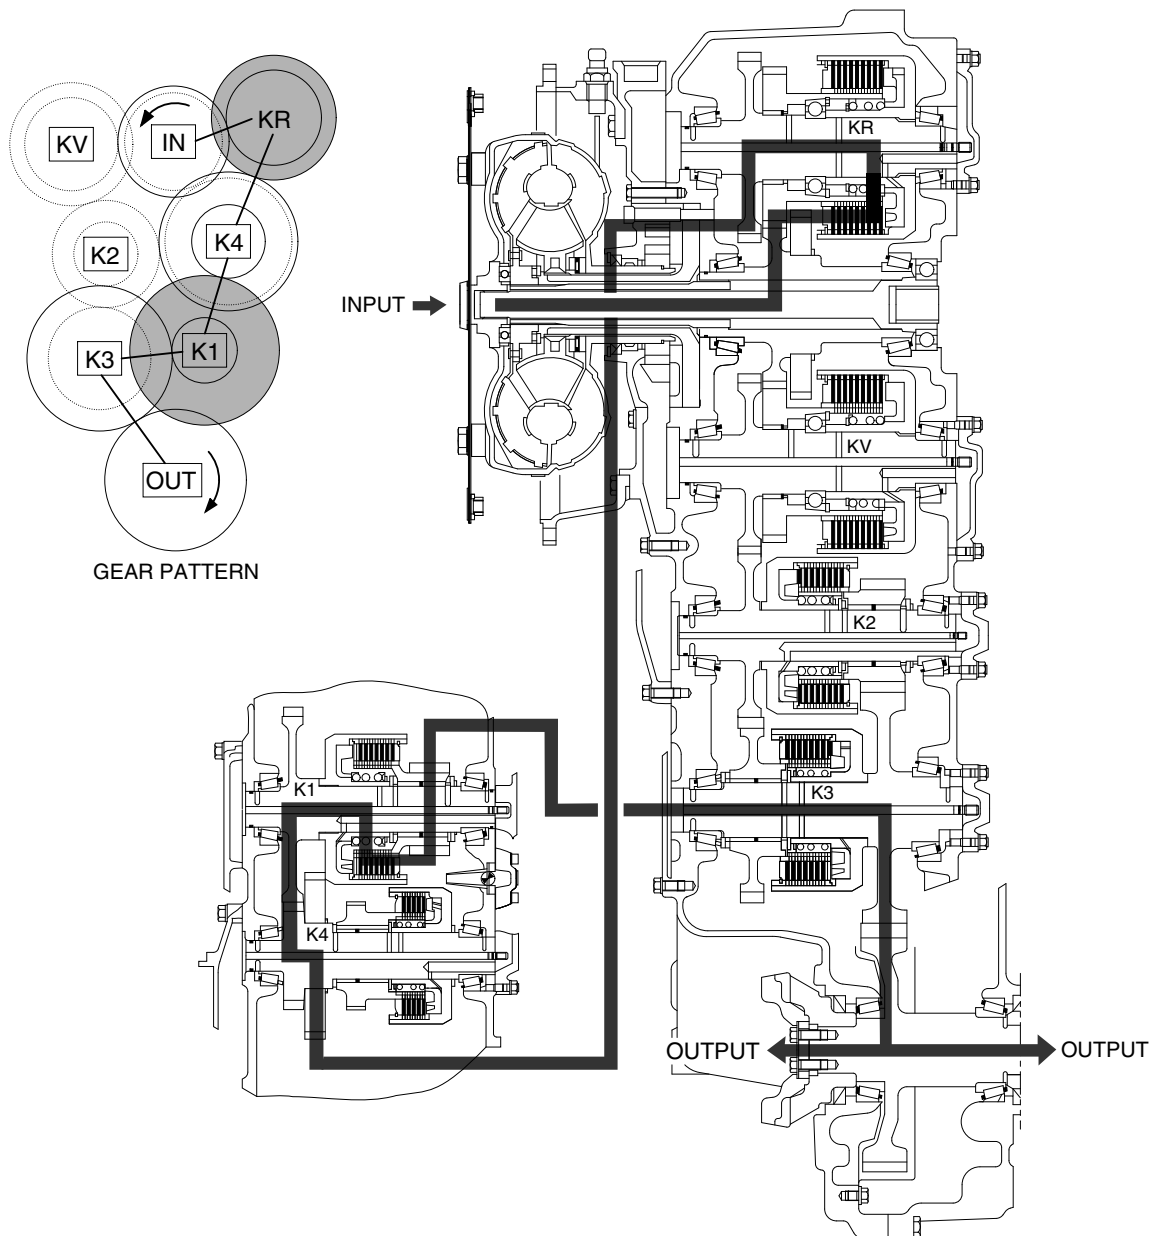 KV
IN
KR
K4
K2
K1
K3
OUT
GEAR PATTERN
INPUT
KR
KV
K2
K3
K1
K4
OUTPUT
OUTPUT